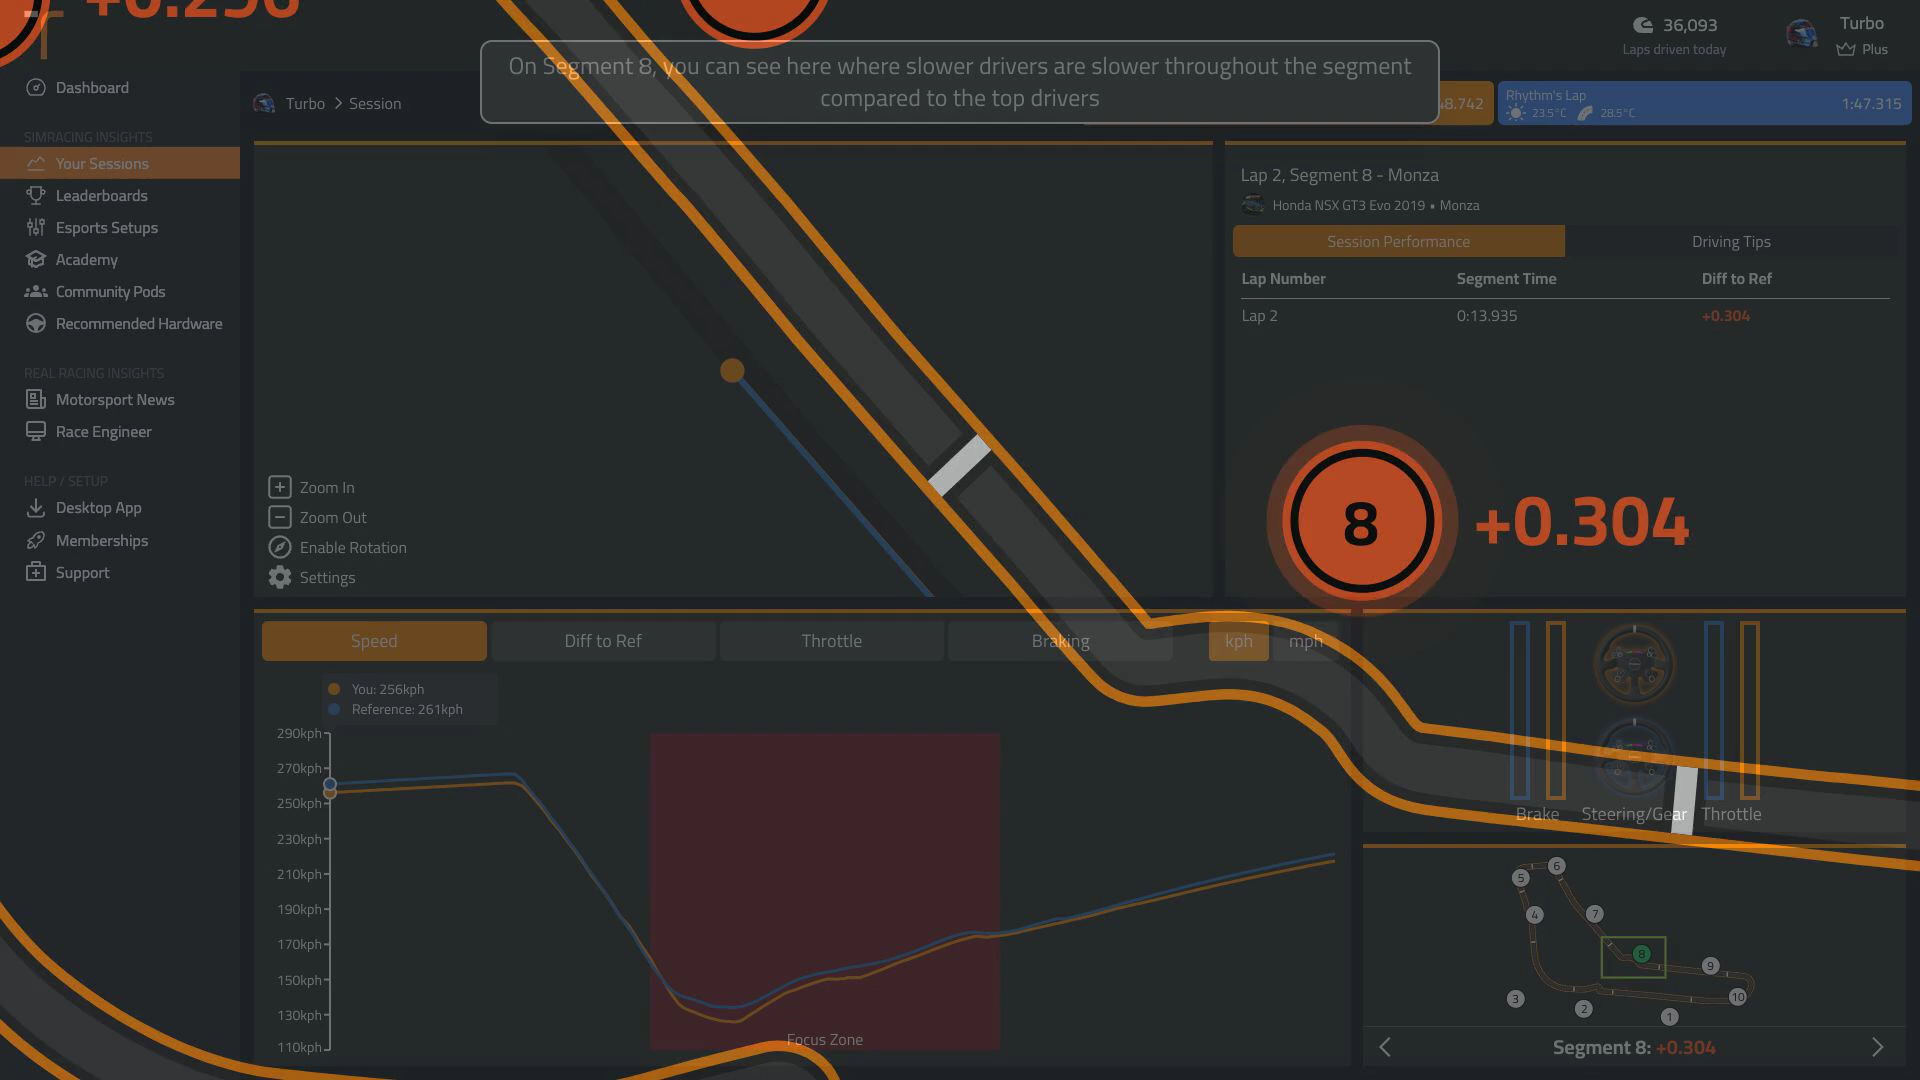 +0.256
36,093
Laps driven today
Turbo
Plus
On Segment 8, you can see here where slower drivers are slower throughout the segment
compared to the top drivers
Dashboard
SIMRACING INSIGHTS
Your Sessions
Leaderboards
Esports Setups
Academy
Community Pods
Recommended Hardware
REAL RACING INSIGHTS
Motorsport News
Race Engineer
HELP / SETUP
Desktop App
Memberships
Support
Turbo > Session
8.742
Rhythm's Lap
23.5°C 28.5°C
1:47.315
Zoom In
Zoom Out
Enable Rotation
Settings
Lap 2, Segment 8 - Monza
Honda NSX GT3 Evo 2019 • Monza
Session Performance Driving Tips
Lap Number Segment Time Diff to Ref
Lap 2 0:13.935 +0.304
8 +0.304
Speed Diff to Ref Throttle Braking kph mph
You: 256kph
Reference: 261kph
290kph
270kph
250kph
230kph
210kph
190kph
170kph
150kph
130kph
110kph
Focus Zone
Brake Steering/Gear Throttle
6
5
4
7
8
9
10
3
2
1
Segment 8: +0.304